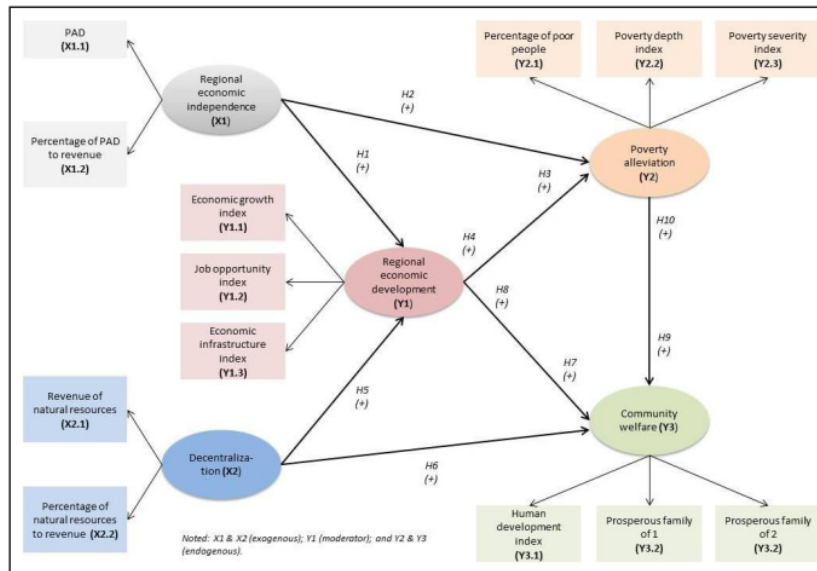 PAD
(X1.1)
Percentage of PAD
to revenue
(X1.2)
Regional
economic
independence
(X1)
Percentage of poor
people
(Y2.1)
Poverty depth
index
(Y2.2)
Poverty severity
index
(Y2.3)
H2
(+)
H1
(+)
Poverty
alleviation
(Y2)
H3
(+)
Economic growth
index
(Y1.1)
Job opportunity
index
(Y1.2)
Economic
infrastructure
index
(Y1.3)
Regional
economic
development
(Y1)
H4
(+)
H10
(+)
H8
(+)
H9
(+)
H7
(+)
H5
(+)
Revenue of
natural resources
(X2.1)
Percentage of
natural resources
to revenue (X2.2)
Decentraliza-
tion (X2)
H6
(+)
Community
welfare (Y3)
Human
development
index
(Y3.1)
Prosperous family
of 1
(Y3.2)
Prosperous family
of 2
(Y3.2)
Noted: X1 & X2 (exogenous); Y1 (moderator); and Y2 & Y3
(endogenous).